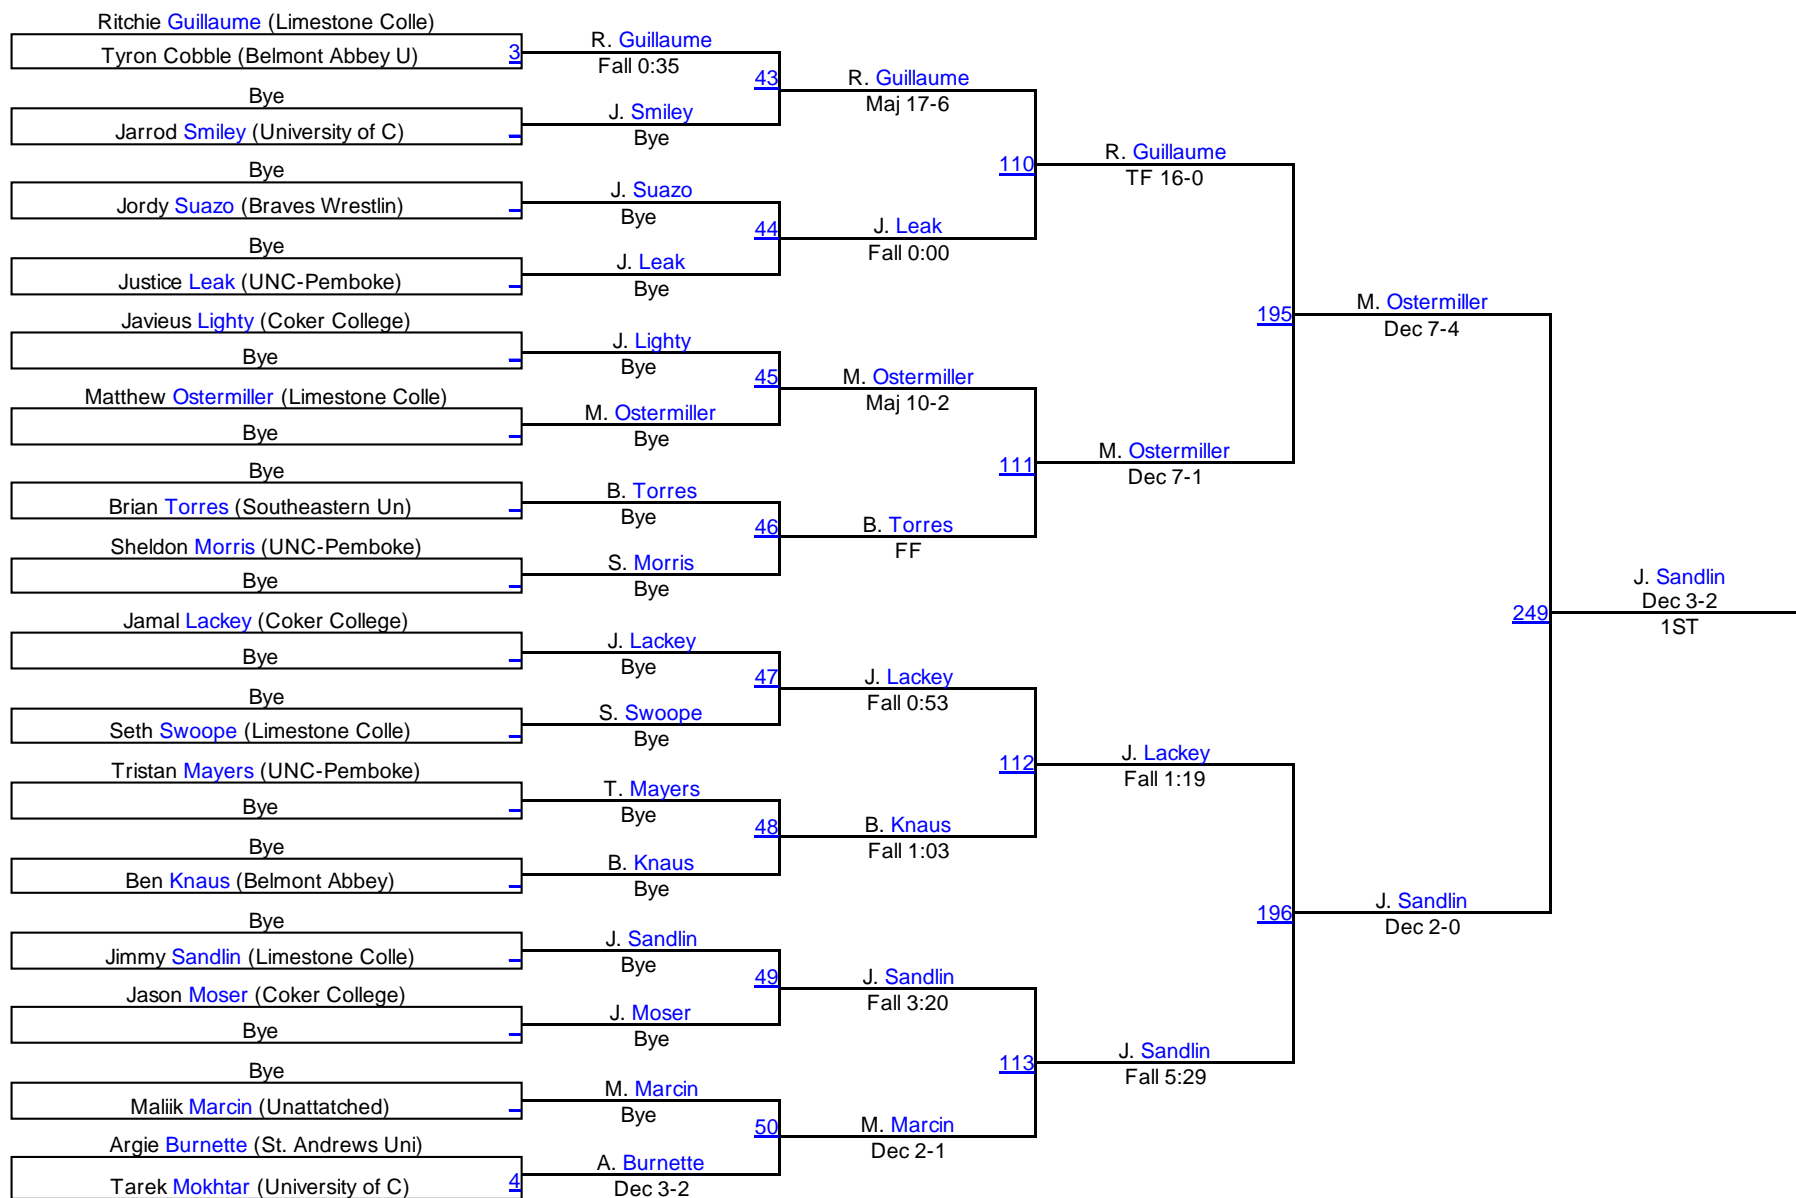 Ritchie Guillaume (Limestone Colle)
Tyron Cobble (Belmont Abbey U) 3
Bye
Jarrod Smiley (University of C)
Bye
Jordy Suazo (Braves Wrestlin)
Bye
Justice Leak (UNC-Pemboke)
Javieus Lighty (Coker College)
Bye
Matthew Ostermiller (Limestone Colle)
Bye
Bye
Brian Torres (Southeastern Un)
Sheldon Morris (UNC-Pemboke)
Bye
Jamal Lackey (Coker College)
Bye
Bye
Seth Swoope (Limestone Colle)
Tristan Mayers (UNC-Pemboke)
Bye
Bye
Ben Knaus (Belmont Abbey)
Bye
Jimmy Sandlin (Limestone Colle)
Jason Moser (Coker College)
Bye
Bye
Maliik Marcin (Unattatched)
Argie Burnette (St. Andrews Uni)
Tarek Mokhtar (University of C) 4
R. Guillaume
Fall 0:35
43
J. Smiley
Bye
J. Suazo
Bye
44
J. Leak
Bye
J. Lighty
Bye
45
M. Ostermiller
Bye
B. Torres
Bye
46
S. Morris
Bye
J. Lackey
Bye
47
S. Swoope
Bye
T. Mayers
Bye
48
B. Knaus
Bye
J. Sandlin
Bye
49
J. Moser
Bye
M. Marcin
Bye
50
A. Burnette
Dec 3-2
R. Guillaume
Maj 17-6
110
J. Leak
Fall 0:00
M. Ostermiller
Maj 10-2
111
B. Torres
FF
J. Lackey
Fall 0:53
112
B. Knaus
Fall 1:03
J. Sandlin
Fall 3:20
113
M. Marcin
Dec 2-1
R. Guillaume
TF 16-0
195
M. Ostermiller
Dec 7-1
J. Lackey
Fall 1:19
196
J. Sandlin
Fall 5:29
M. Ostermiller
Dec 7-4
249
J. Sandlin
Dec 2-0
J. Sandlin
Dec 3-2
1ST